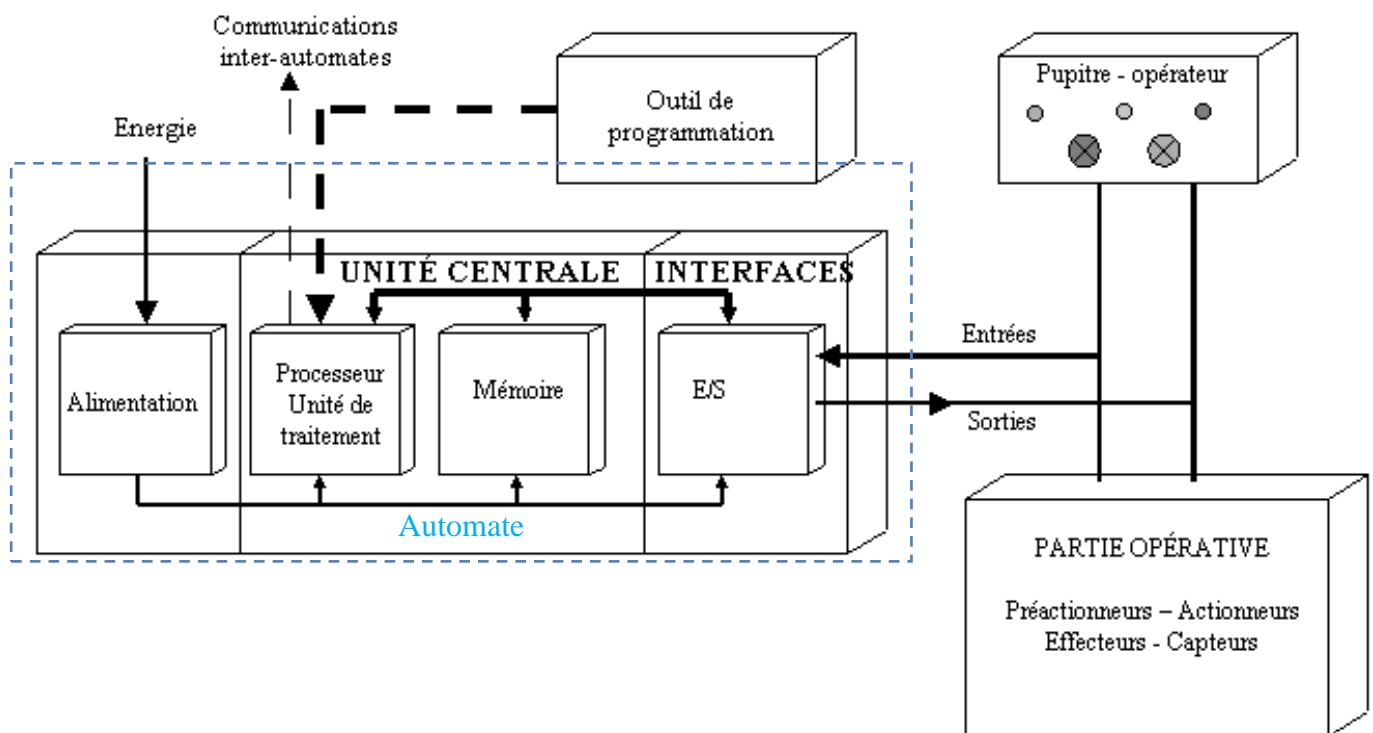 Communications
inter-automates
Energie
Outil de
programmation
Pupitre - opérateur
UNITÉ CENTRALE
INTERFACES
Alimentation
Processeur
Unité de
traitement
Mémoire
E/S
Entrées
Sorties
Automate
PARTIE OPÉRATIVE
Préactionneurs – Actionneurs
Effecteurs - Capteurs